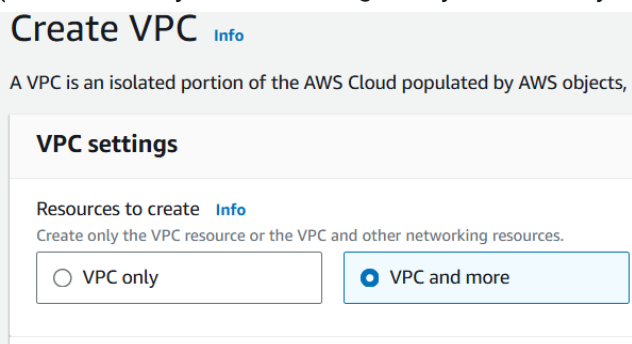 Create VPC Info
A VPC is an isolated portion of the AWS Cloud populated by AWS objects,
VPC settings
Resources to create Info
Create only the VPC resource or the VPC and other networking resources.
VPC only
VPC and more